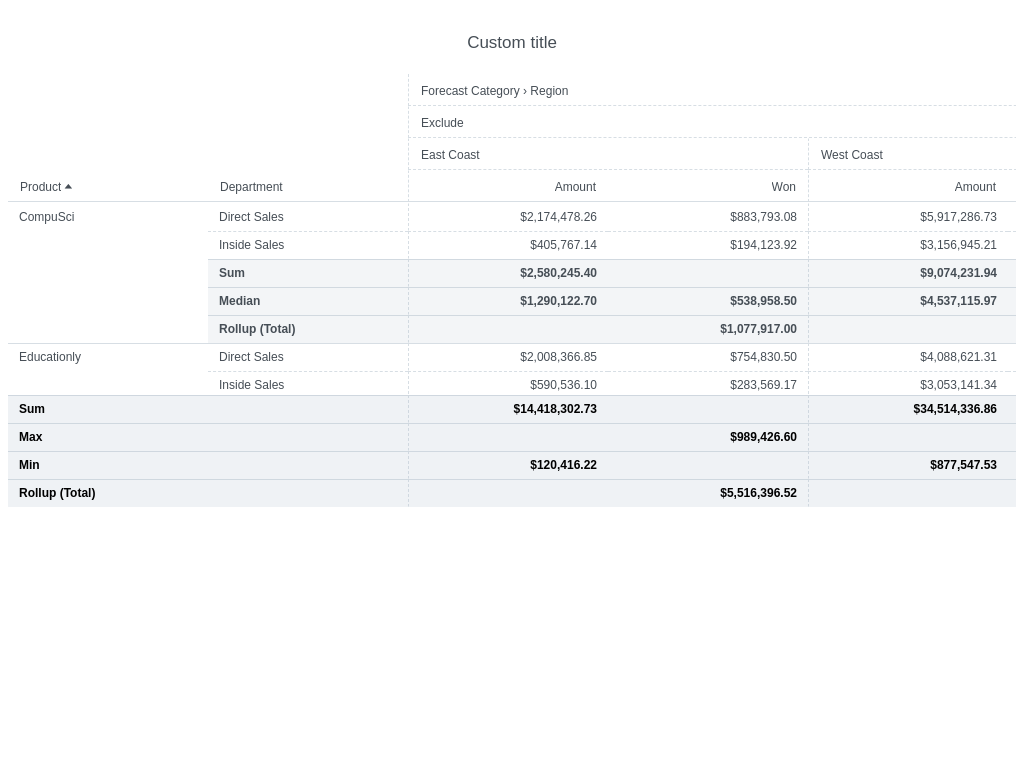 Custom title
Forecast Category › Region
Exclude
East Coast West Coast
Product Department Amount Won Amount
CompuSci Direct Sales $2,174,478.26 $883,793.08 $5,917,286.73
Inside Sales $405,767.14 $194,123.92 $3,156,945.21
Sum $2,580,245.40 $9,074,231.94
Median $1,290,122.70 $538,958.50 $4,537,115.97
Rollup (Total) $1,077,917.00
Educationly Direct Sales $2,008,366.85 $754,830.50 $4,088,621.31
Inside Sales $590,536.10 $283,569.17 $3,053,141.34
Sum $14,418,302.73 $34,514,336.86
Max $989,426.60
Min $120,416.22 $877,547.53
Rollup (Total) $5,516,396.52